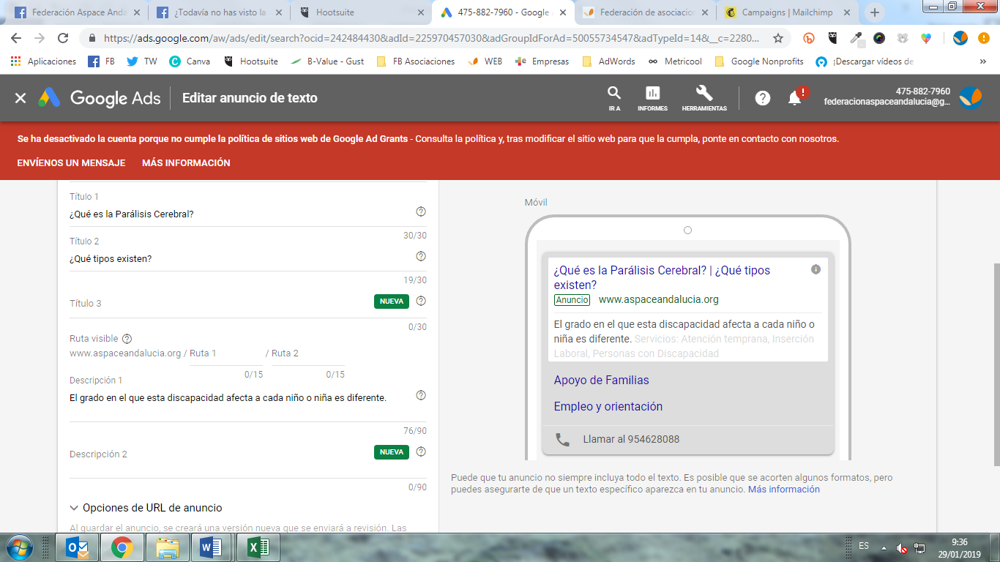 Federación Aspace Anda
¿Todavía no has visto la
Hootsuite
475-882-7960 - Google
Federación de asociacion
Campaigns | Mailchimp
https://ads.google.com/aw/ads/edit/search?ocid=242484430&adId=225970457030&adGroupIdForAd=50055734547&adTypeId=14&__c=2280...
Aplicaciones
FB
TW
Canva
Hootsuite
B-Value - Gust
FB Asociaciones
WEB
Empresas
AdWords
Metricool
Google Nonprofits
¡Descargar vídeos de
»
Google Ads
Editar anuncio de texto
IR A
INFORMES
HERRAMIENTAS
475-882-7960
federacionaspaceandalucia@g...
Se ha desactivado la cuenta porque no cumple la política de sitios web de Google Ad Grants - Consulta la política y, tras modificar el sitio web para que la cumpla, ponte en contacto con nosotros.
ENVÍENOS UN MENSAJE
MÁS INFORMACIÓN
Título 1
¿Qué es la Parálisis Cerebral?
30/30
Título 2
¿Qué tipos existen?
19/30
Título 3
NUEVA
0/30
Ruta visible
www.aspaceandalucia.org / Ruta 1 / Ruta 2
0/15
0/15
Descripción 1
El grado en el que esta discapacidad afecta a cada niño o niña es diferente.
76/90
Descripción 2
NUEVA
0/90
Opciones de URL de anuncio
Al guardar el anuncio, se creará una versión nueva que se enviará a revisión. Las
Móvil
¿Qué es la Parálisis Cerebral? | ¿Qué tipos
existen?
Anuncio www.aspaceandalucia.org
El grado en el que esta discapacidad afecta a cada niño o
niña es diferente. Servicios: Atención temprana, Inserción
Laboral, Personas con Discapacidad
Apoyo de Familias
Empleo y orientación
Llamar al 954628088
Puede que tu anuncio no siempre incluya todo el texto. Es posible que se acorten algunos formatos, pero
puedes asegurarte de que un texto específico aparezca en tu anuncio. Más información
ES
9:36
29/01/2019